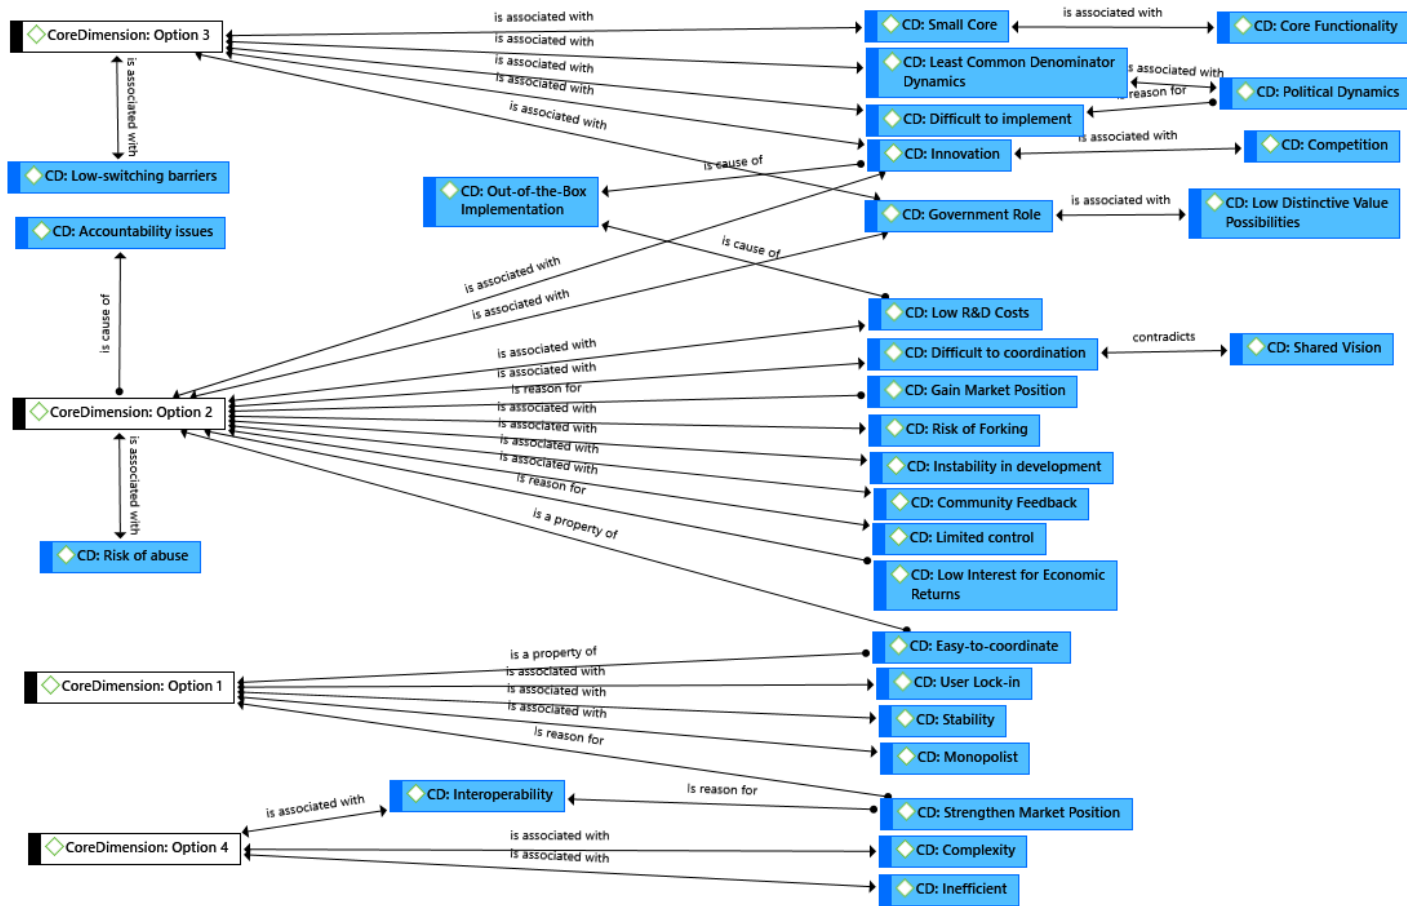 is associated with
CoreDimension: Option 3
CD: Small Core
is associated with
CD: Core Functionality
is associated with
is associated with
CD: Least Common Denominator
Dynamics
is associated with
is associated with
is associated with
is reason for
CD: Political Dynamics
is associated with
CD: Difficult to implement
is associated with
CD: Innovation
is associated with
CD: Competition
CD: Low-switching barriers
is cause of
CD: Out-of-the-Box
Implementation
CD: Government Role
is associated with
CD: Low Distinctive Value
Possibilities
CD: Accountability issues
is cause of
is associated with
is associated with
is cause of
CD: Low R&D Costs
is associated with
CD: Difficult to coordination
contradicts
CD: Shared Vision
is associated with
Is reason for
CD: Gain Market Position
CoreDimension: Option 2
is associated with
is associated with
CD: Risk of Forking
is associated with
is associated with
CD: Instability in development
is associated with
is reason for
CD: Community Feedback
is a property of
CD: Limited control
CD: Risk of abuse
CD: Low Interest for Economic
Returns
CD: Easy-to-coordinate
is a property of
is associated with
CoreDimension: Option 1
CD: User Lock-in
is associated with
is associated with
CD: Stability
Is reason for
CD: Monopolist
is associated with
CD: Interoperability
Is reason for
CD: Strengthen Market Position
CoreDimension: Option 4
is associated with
CD: Complexity
is associated with
CD: Inefficient